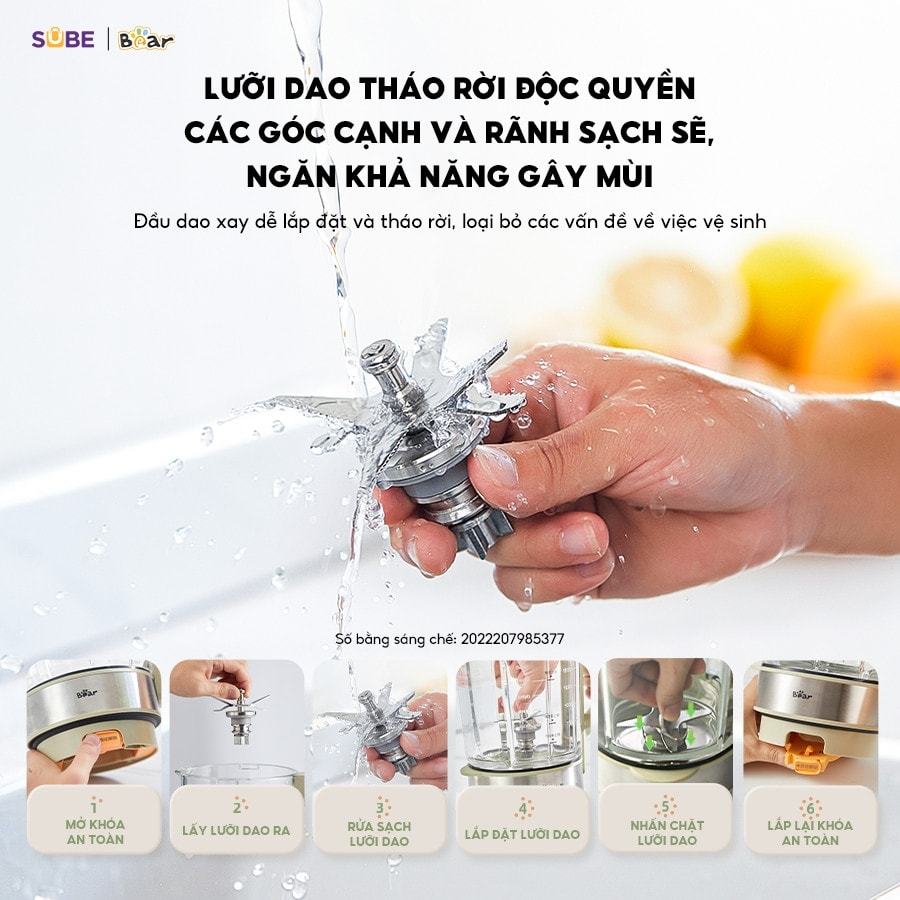 SUBE | Bear
LƯỠI DAO THÁO RỜI ĐỘC QUYỀN
CÁC GÓC CẠNH VÀ RÃNH SẠCH SẼ,
NGĂN KHẢ NĂNG GÂY MÙI
Đầu dao xay dễ lắp đặt và tháo rời, loại bỏ các vấn đề về việc vệ sinh
Số bằng sáng chế: 2022207985377
Bear
Bear
1
MỞ KHÓA
AN TOÀN
2
LẤY LƯỠI DAO RA
3
RỬA SẠCH
LƯỠI DAO
4
LẮP ĐẶT LƯỠI DAO
5
NHẤN CHẶT
LƯỠI DAO
6
LẮP LẠI KHÓA
AN TOÀN